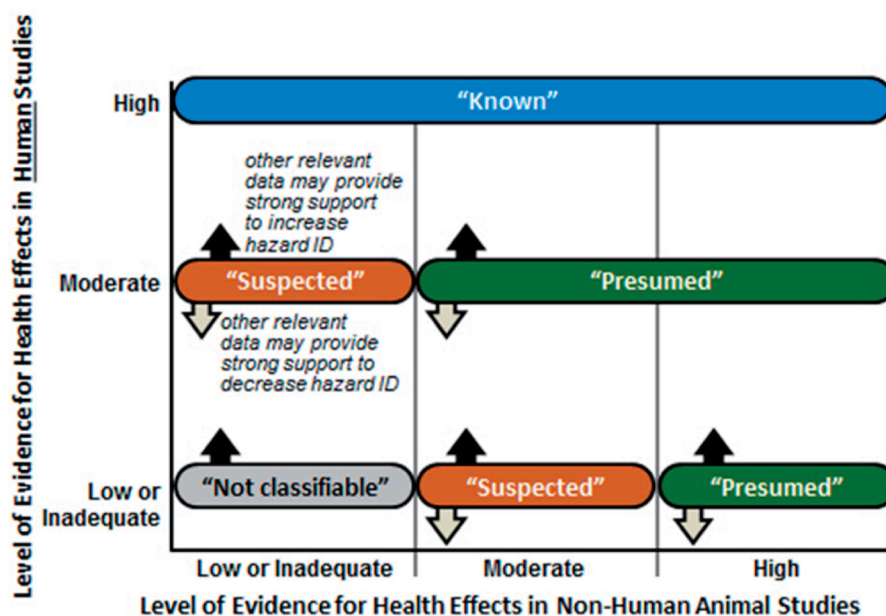 Level of Evidence for Health Effects in Human Studies
High
“Known”
other relevant
data may provide
strong support
to increase
hazard ID
Moderate
“Suspected”
“Presumed”
other relevant
data may provide
strong support to
decrease hazard ID
Low or
Inadequate
“Not classifiable”
“Suspected”
“Presumed”
Low or Inadequate
Moderate
High
Level of Evidence for Health Effects in Non-Human Animal Studies